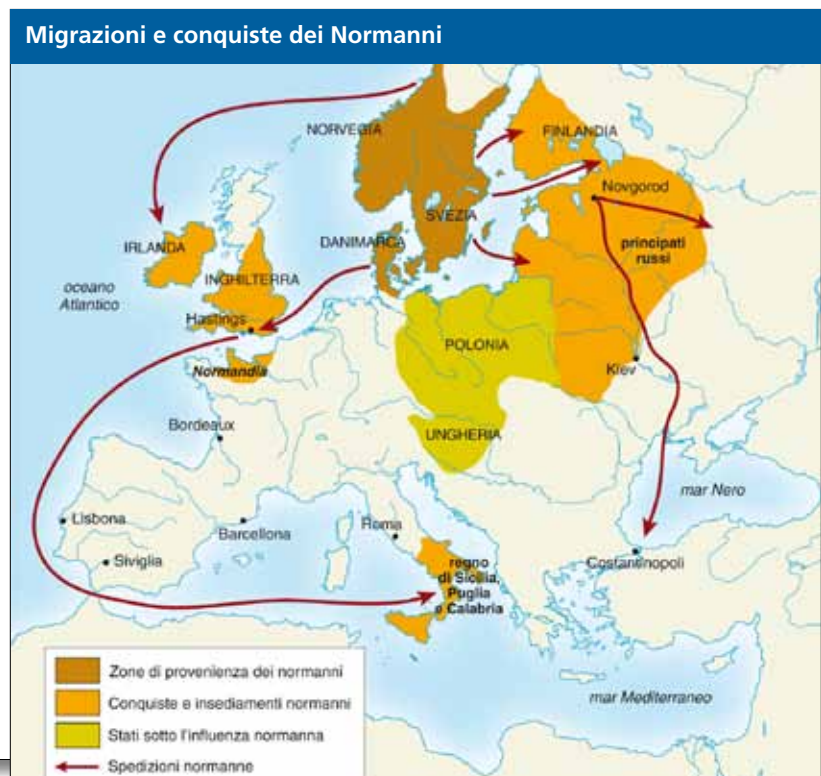 Migrazioni e conquiste dei Normanni
NORVEGIA
FINLANDIA
Novgorod
SVEZIA
IRLANDA
DANIMARCA
principati
russi
INGHILTERRA
oceano
Atlantico
Hastings
POLONIA
Kiev
Normandia
Bordeaux
UNGHERIA
mar Nero
Lisbona
Barcellona
Roma
Siviglia
Costantinopoli
regno
di Sicilia,
Puglia
e Calabria
Zone di provenienza dei normanni
Conquiste e insediamenti normanni
Stati sotto l'influenza normanna
Spedizioni normanne
mar Mediterraneo